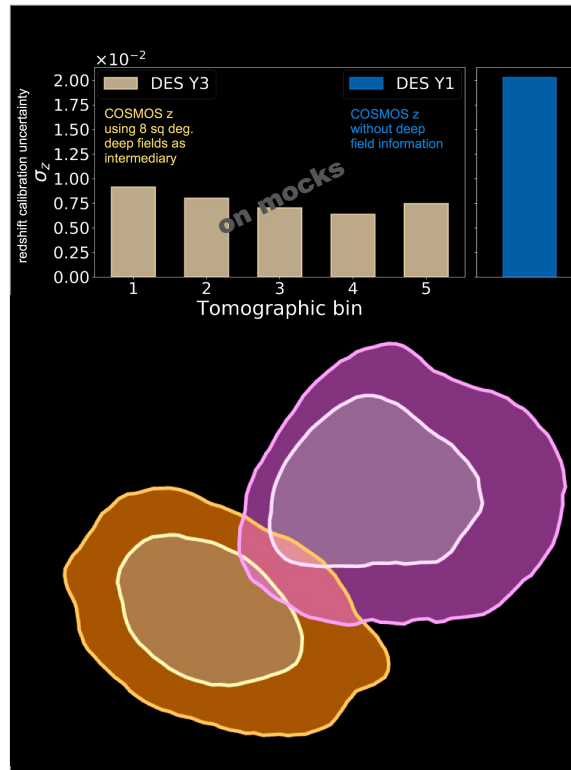 ×10⁻²
DES Y3
DES Y1
COSMOS z
using 8 sq deg.
deep fields as
intermediary
COSMOS z
without deep
field information
on mocks
redshift calibration uncertainty
σz
2.00
1.75
1.50
1.25
1.00
0.75
0.50
0.25
0.00
1 2 3 4 5
Tomographic bin